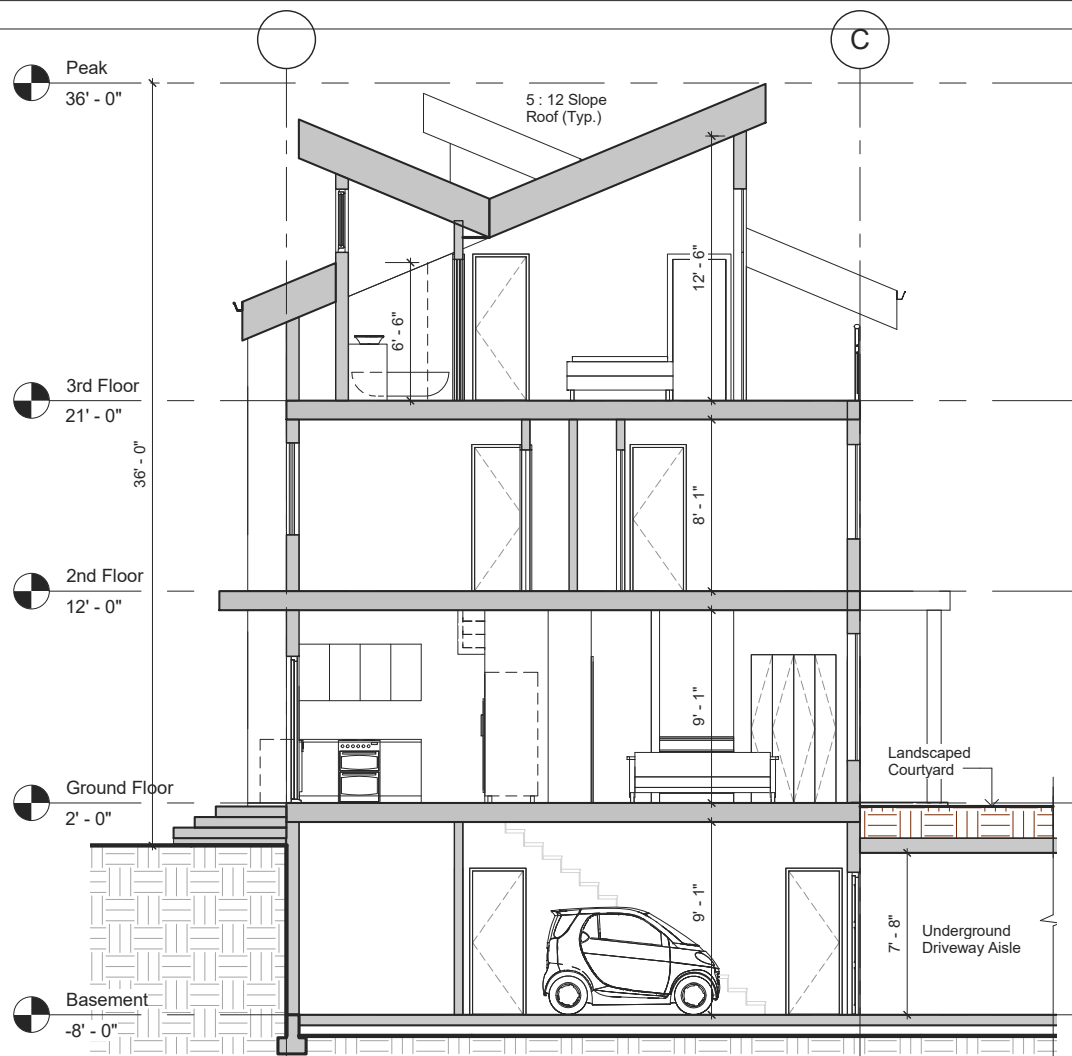 C
Peak
36' - 0"
5 : 12 Slope
Roof (Typ.)
12' - 6"
6' - 6"
3rd Floor
21' - 0"
36' - 0"
8' - 1"
2nd Floor
12' - 0"
9' - 1"
Landscaped
Courtyard
Ground Floor
2' - 0"
9' - 1"
7' - 8"
Underground
Driveway Aisle
Basement
-8' - 0"